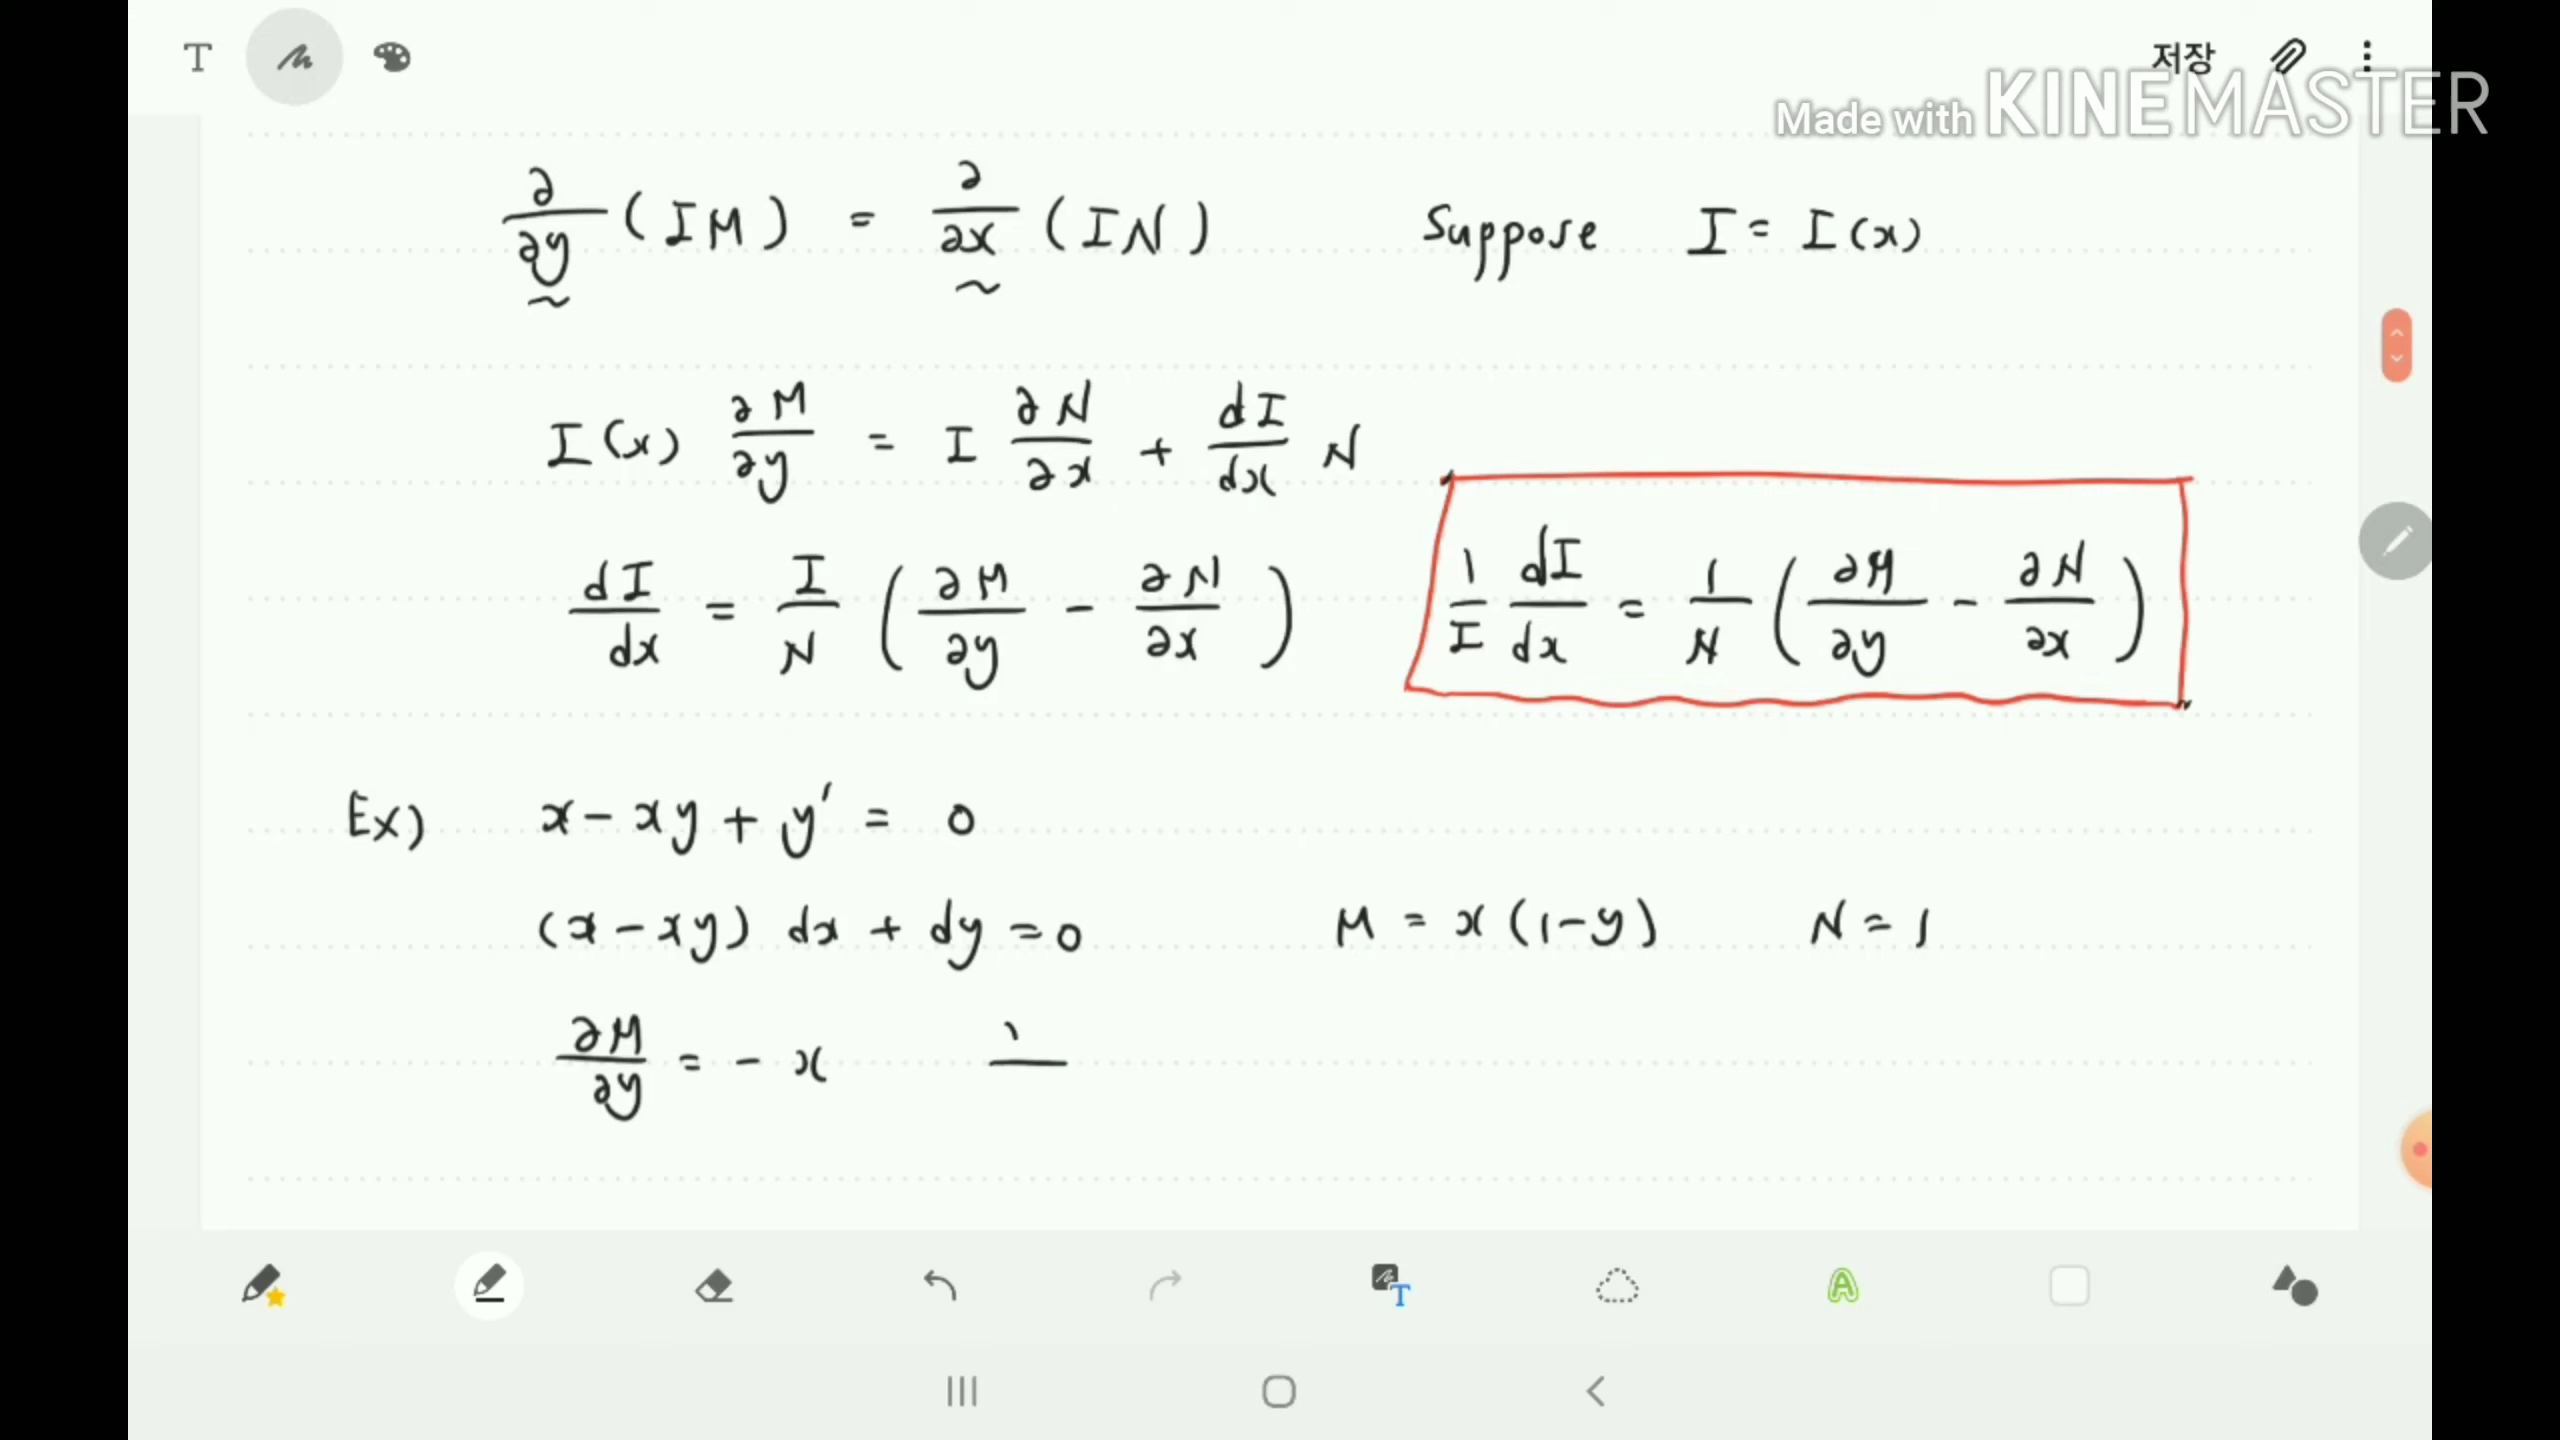 T 저장
Made with KINEMASTER
∂/∂y (IM) = ∂/∂x (IN) Suppose I = I(x)
I(x) ∂M/∂y = I ∂N/∂x + dI/dx N
dI/dx = I/N (∂M/∂y - ∂N/∂x) 1/I dI/dx = 1/N (∂M/∂y - ∂N/∂x)
Ex) x - xy + y' = 0
(x - xy) dx + dy = 0 M = x(1-y) N = 1
∂M/∂y = - x